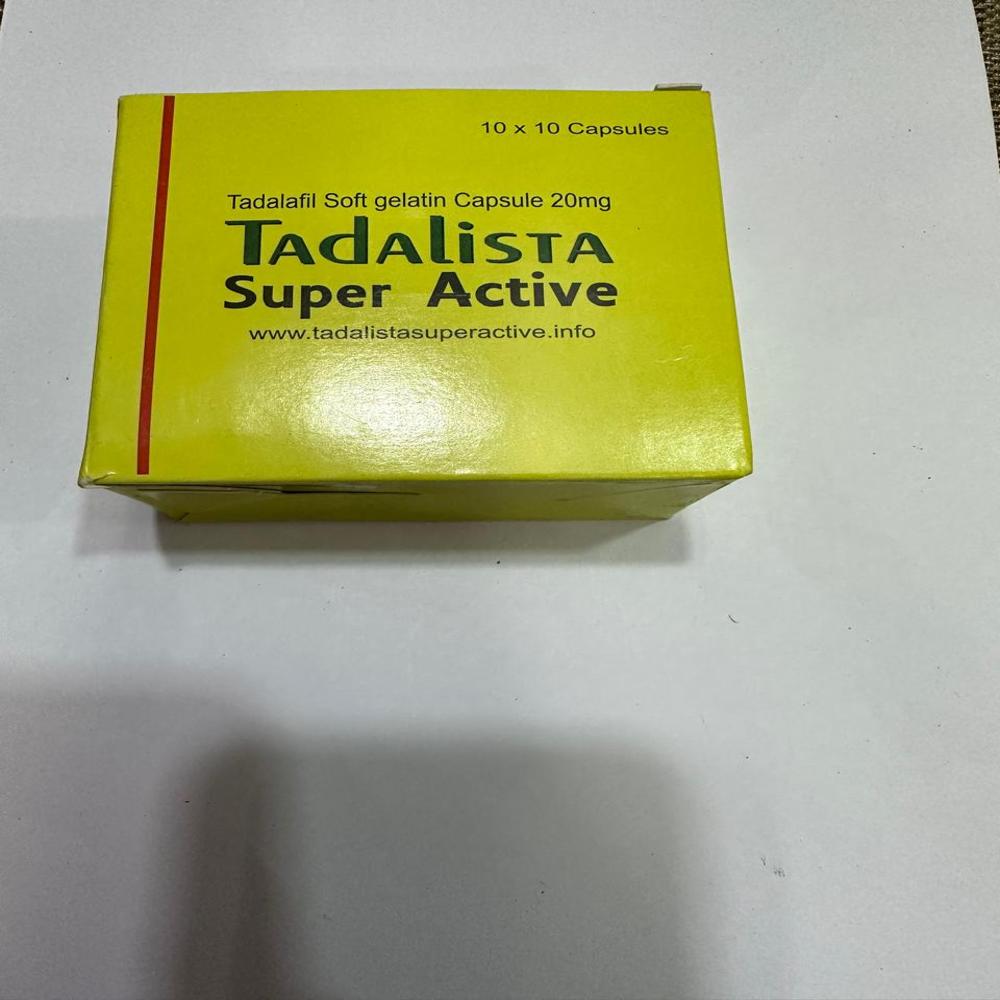 10 x 10 Capsules
Tadalafil Soft gelatin Capsule 20mg
TAdALiSTA
Super Active
www.tadalistasuperactive.info